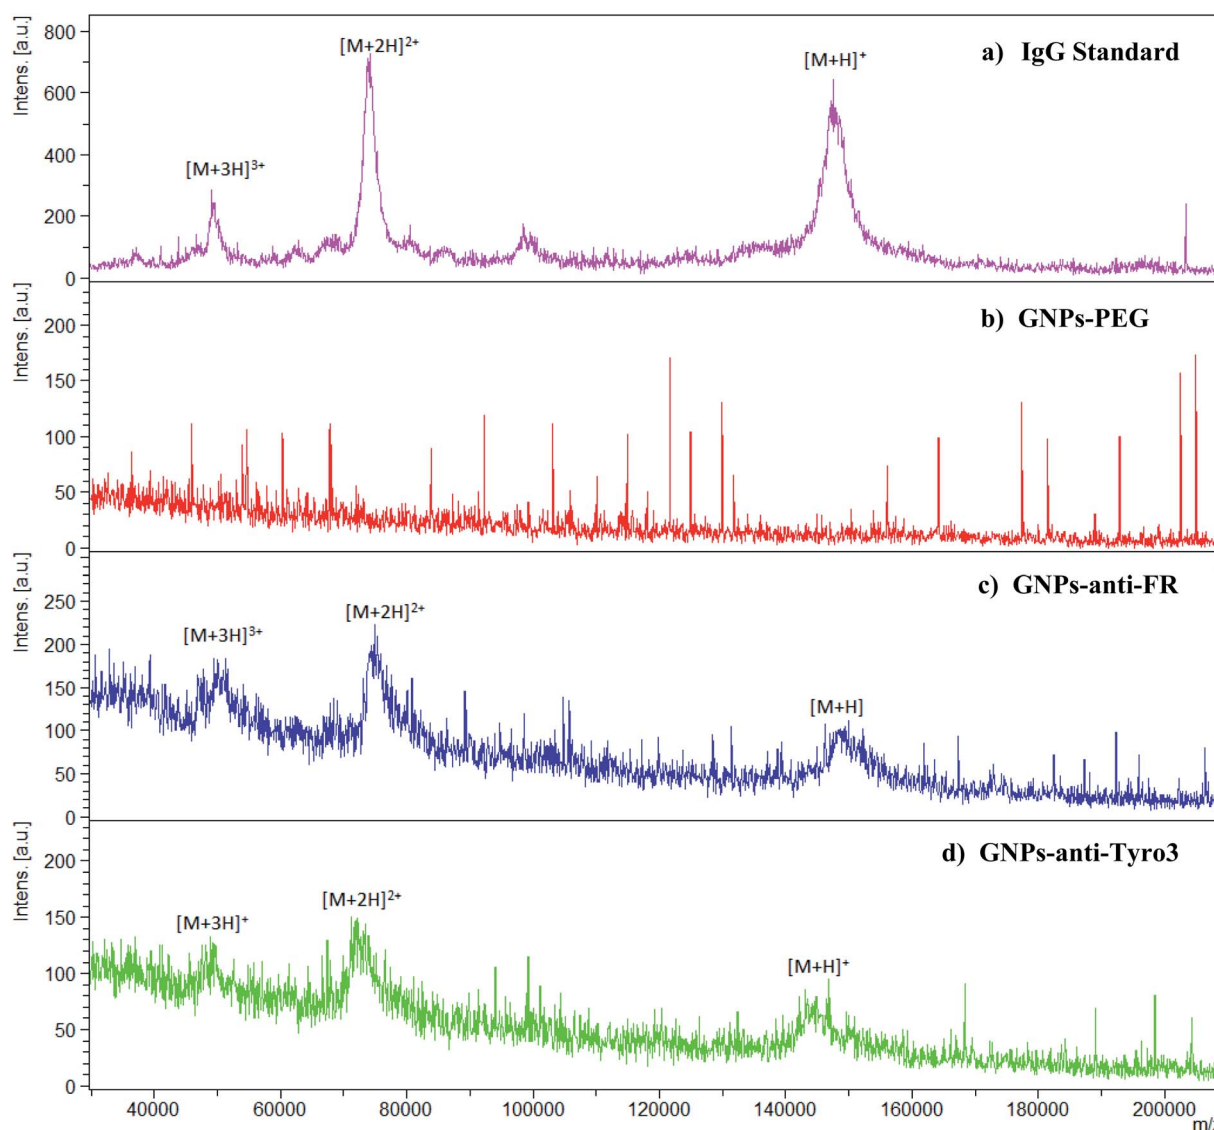 a) IgG Standard
Intens. [a.u.]
800
600
400
200
0
[M+3H]³⁺
[M+2H]²⁺
[M+H]⁺
b) GNPs-PEG
Intens. [a.u.]
200
150
100
50
0
c) GNPs-anti-FR
Intens. [a.u.]
250
200
150
100
50
0
[M+3H]³⁺
[M+2H]²⁺
[M+H]
d) GNPs-anti-Tyro3
Intens. [a.u.]
200
150
100
50
0
[M+3H]⁺
[M+2H]²⁺
[M+H]⁺
40000 60000 80000 100000 120000 140000 160000 180000 200000